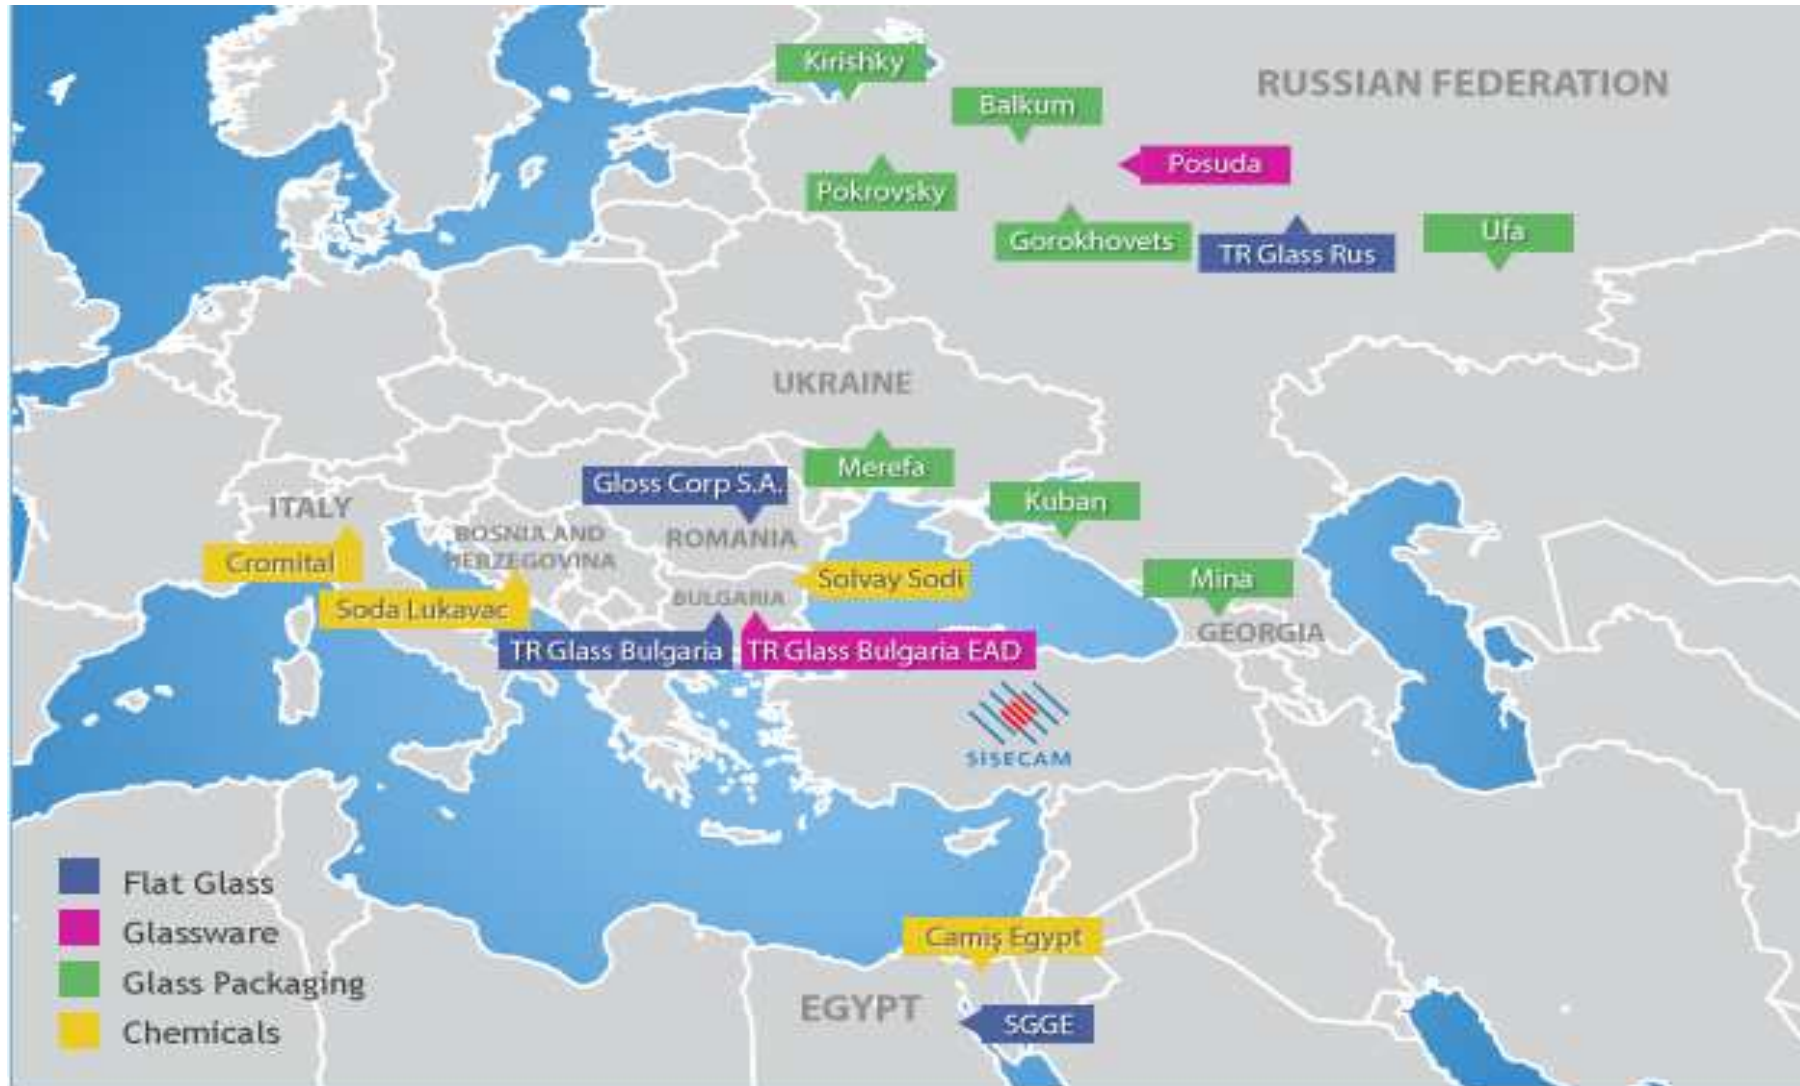 Kirishky
RUSSIAN FEDERATION
Balkum
Posuda
Pokrovsky
Gorokhovets
TR Glass Rus
Ufa
UKRAINE
Merefa
Gloss Corp S.A.
Kuban
ITALY
BOSNIA AND
HERZEGOVINA
ROMANIA
Cromital
Solvay Sodi
Mina
Soda Lukavac
BULGARIA
GEORGIA
TR Glass Bulgaria
TR Glass Bulgaria EAD
SISECAM
Flat Glass
Glassware
Glass Packaging
Chemicals
Camiş Egypt
EGYPT
SGGE